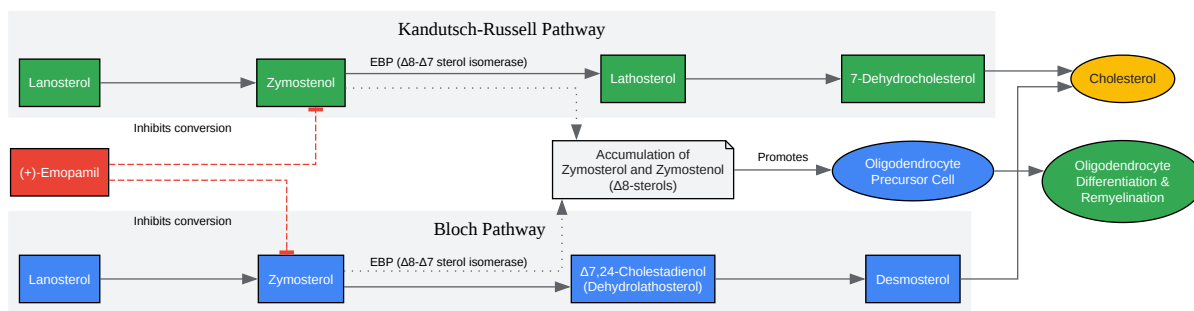 Kandutsch-Russell Pathway
Lanosterol
Zymostenol
EBP (Δ8-Δ7 sterol isomerase)
Lathosterol
7-Dehydrocholesterol
Cholesterol
Inhibits conversion
(+)-Emopamil
Accumulation of
Zymosterol and Zymostenol
(Δ8-sterols)
Promotes
Oligodendrocyte
Precursor Cell
Oligodendrocyte
Differentiation &
Remyelination
Inhibits conversion
Bloch Pathway
Lanosterol
Zymosterol
EBP (Δ8-Δ7 sterol isomerase)
Δ7,24-Cholestadienol
(Dehydrolathosterol)
Desmosterol